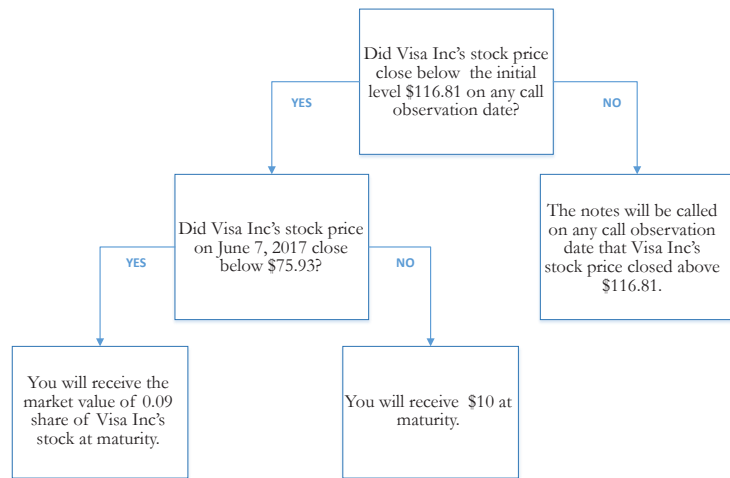 Did Visa Inc's stock price
close below the initial
level $116.81 on any call
observation date?
YES
NO
Did Visa Inc's stock price
on June 7, 2017 close
below $75.93?
The notes will be called
on any call observation
date that Visa Inc's
stock price closed above
$116.81.
YES
NO
You will receive the
market value of 0.09
share of Visa Inc's
stock at maturity.
You will receive $10 at
maturity.